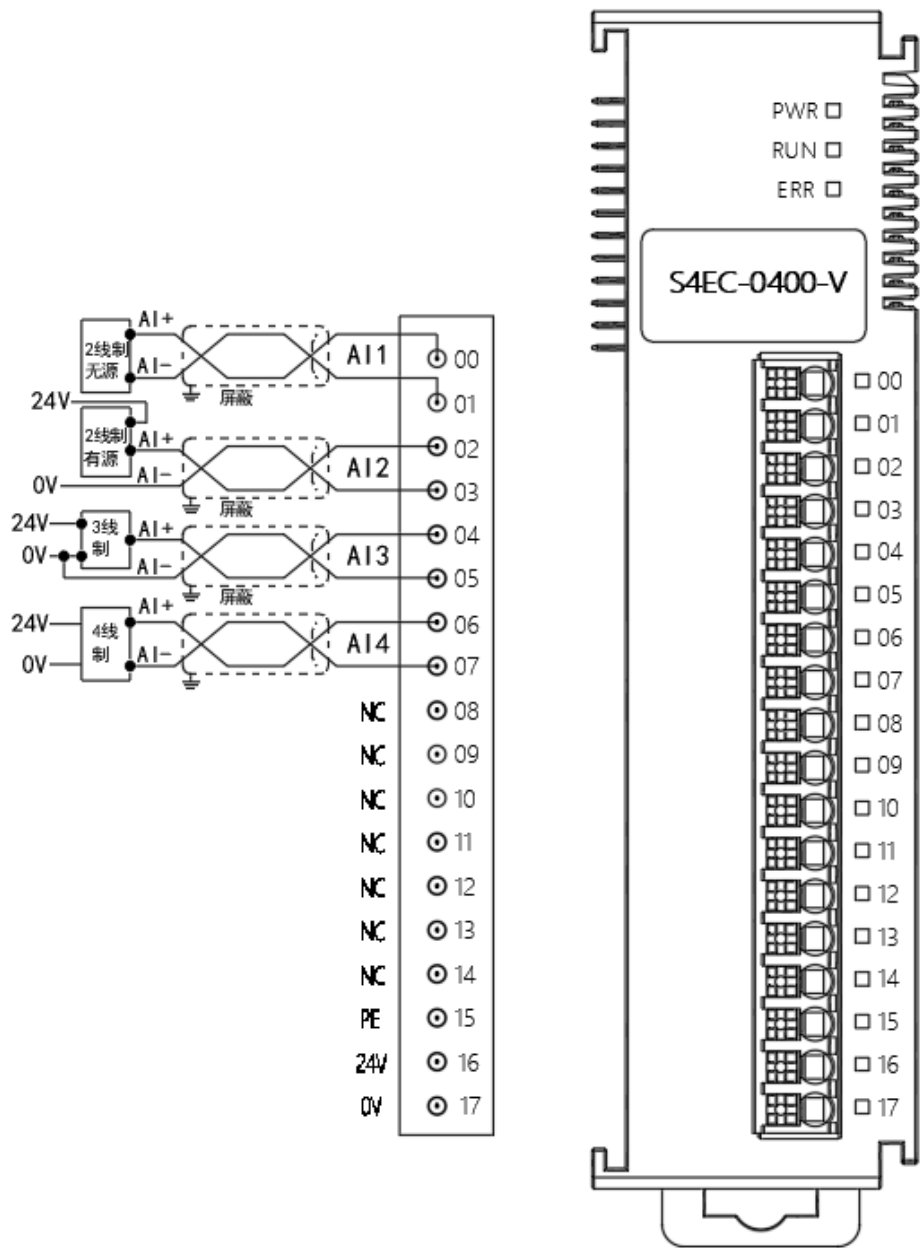 PWR
RUN
ERR
S4EC-0400-V
AI+
2线制
无源
AI-
屏蔽
AI1
00
01
24V
2线制
有源
AI+
AI-
0V
屏蔽
AI2
02
03
24V
0V
3线
制
AI+
AI-
屏蔽
AI3
04
05
24V
0V
4线
制
AI+
AI-
AI4
06
07
NC 08
NC 09
NC 10
NC 11
NC 12
NC 13
NC 14
PE 15
24V 16
0V 17
00
01
02
03
04
05
06
07
08
09
10
11
12
13
14
15
16
17